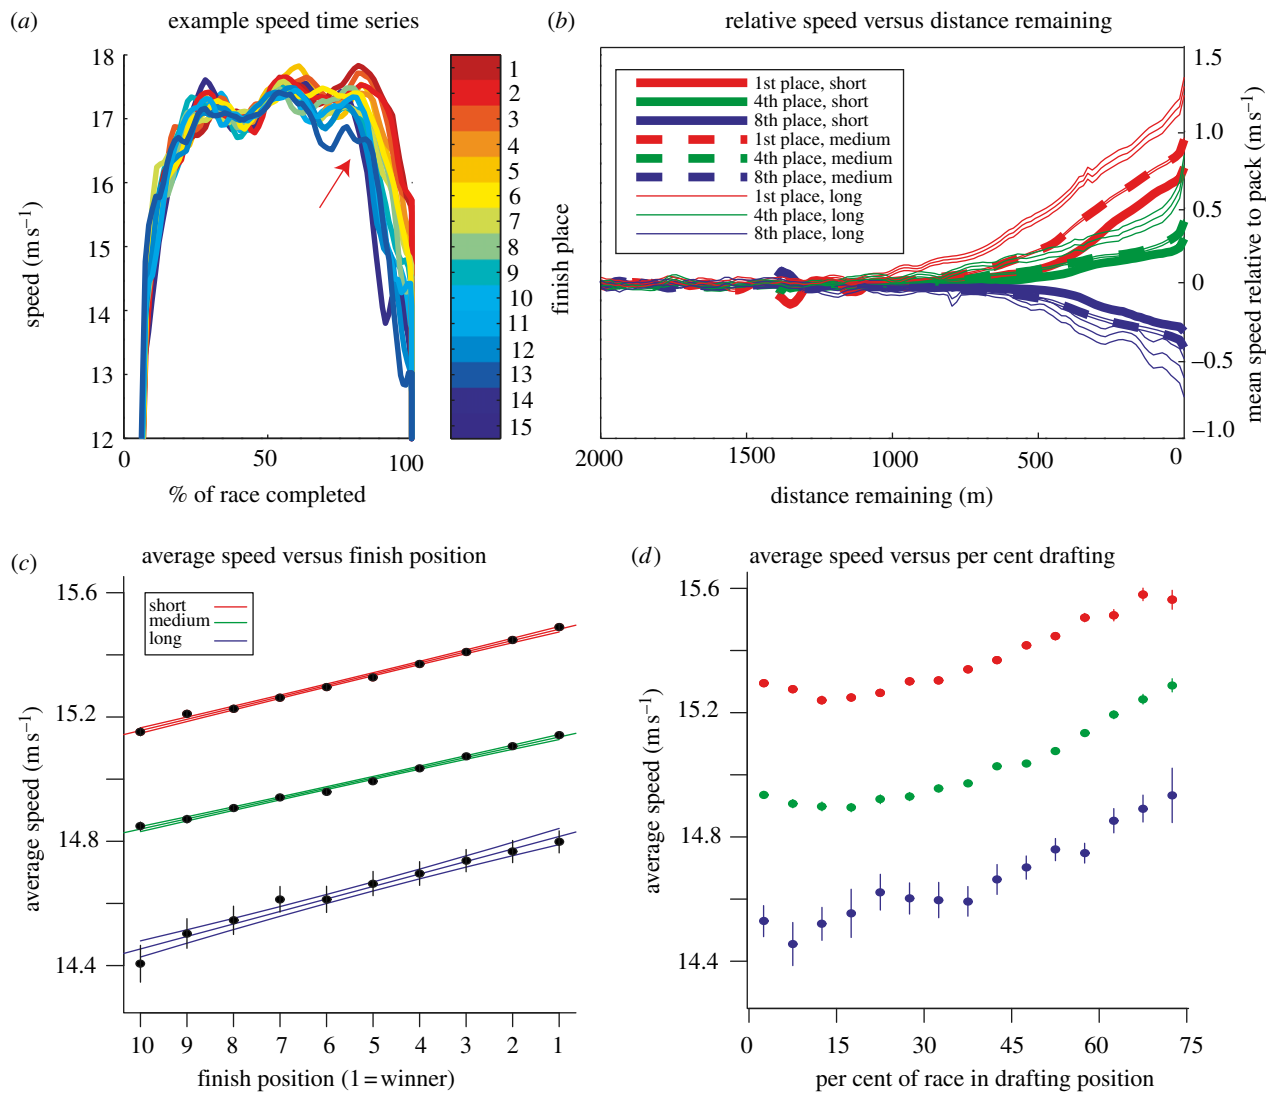 (a) example speed time series
18
17
16
15
14
13
12
speed (m s⁻¹)
0 50 100
% of race completed
1
2
3
4
5
6
7
8
9
10
11
12
13
14
15
finish place
(b) relative speed versus distance remaining
1st place, short
4th place, short
8th place, short
1st place, medium
4th place, medium
8th place, medium
1st place, long
4th place, long
8th place, long
1.5
1.0
0.5
0
−0.5
−1.0
mean speed relative to pack (m s⁻¹)
2000 1500 1000 500 0
distance remaining (m)
(c) average speed versus finish position
short
medium
long
15.6
15.2
14.8
14.4
average speed (m s⁻¹)
10 9 8 7 6 5 4 3 2 1
finish position (1 = winner)
(d) average speed versus per cent drafting
15.6
15.2
14.8
14.4
average speed (m s⁻¹)
0 15 30 45 60 75
per cent of race in drafting position